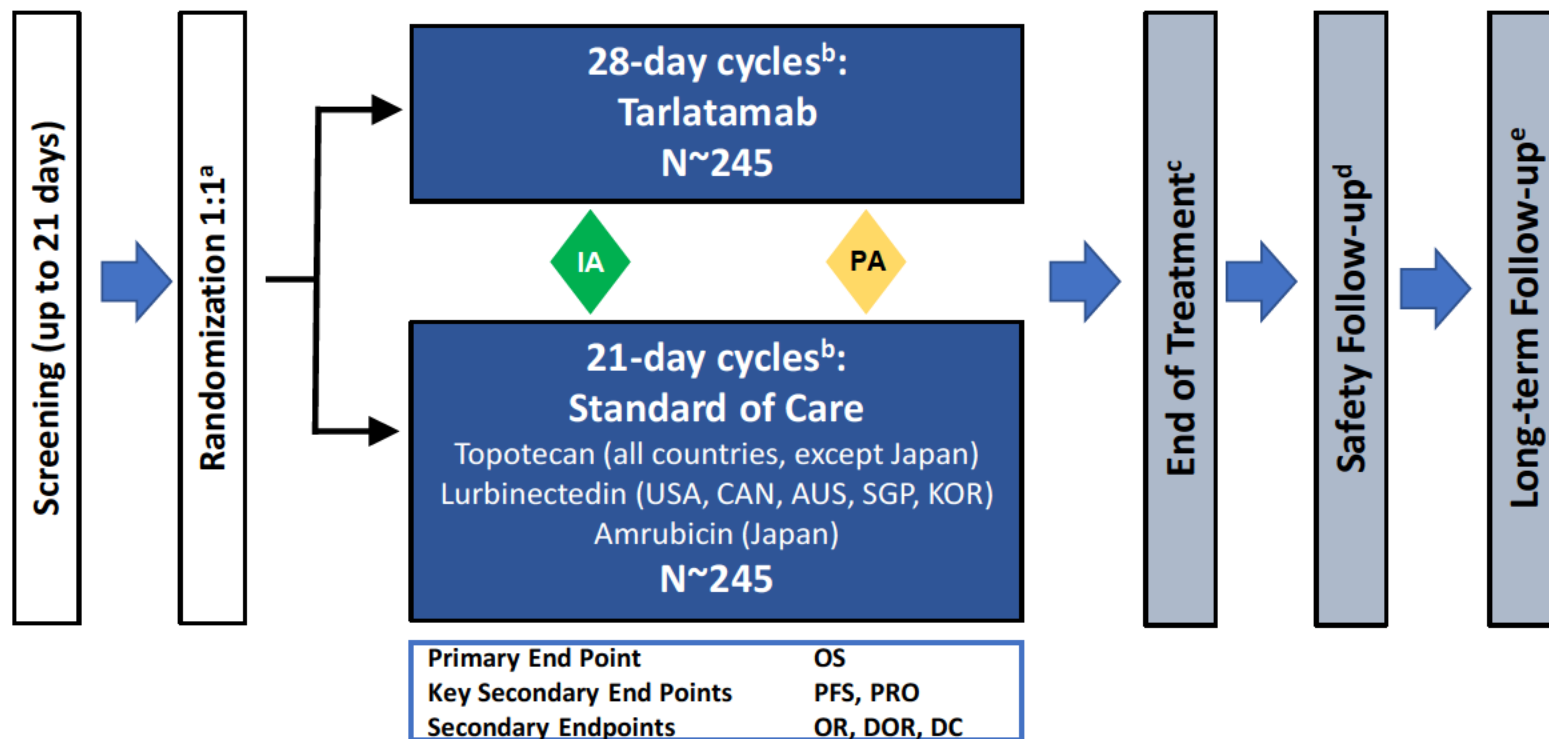 Screening (up to 21 days)
Randomization 1:1ᵃ
28-day cyclesᵇ:
Tarlatamab
N~245
IA
PA
21-day cyclesᵇ:
Standard of Care
Topotecan (all countries, except Japan)
Lurbinectedin (USA, CAN, AUS, SGP, KOR)
Amrubicin (Japan)
N~245
Primary End Point OS
Key Secondary End Points PFS, PRO
Secondary Endpoints OR, DOR, DC
End of Treatmentᶜ
Safety Follow-upᵈ
Long-term Follow-upᵉ